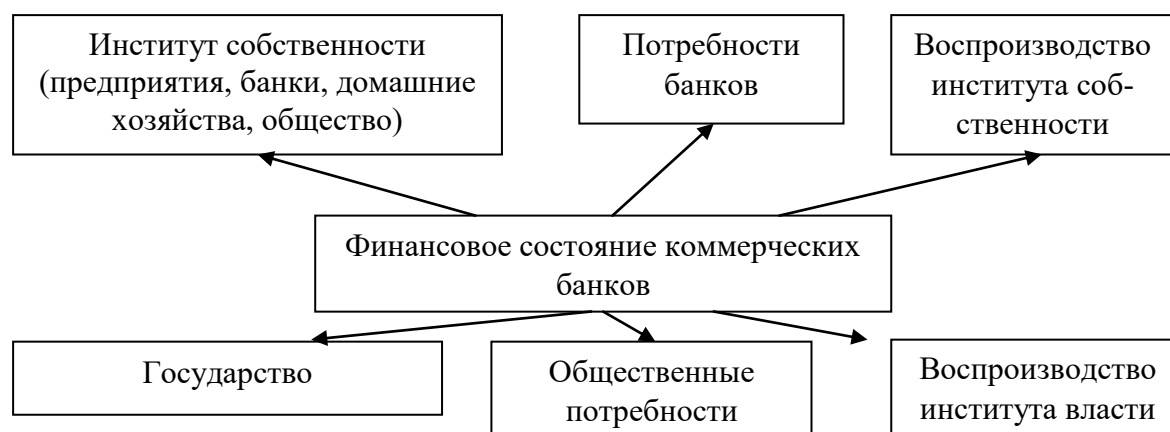 Институт собственности
(предприятия, банки, домашние
хозяйства, общество)
Потребности
банков
Воспроизводство
института соб-
ственности
Финансовое состояние коммерческих
банков
Государство
Общественные
потребности
Воспроизводство
института власти